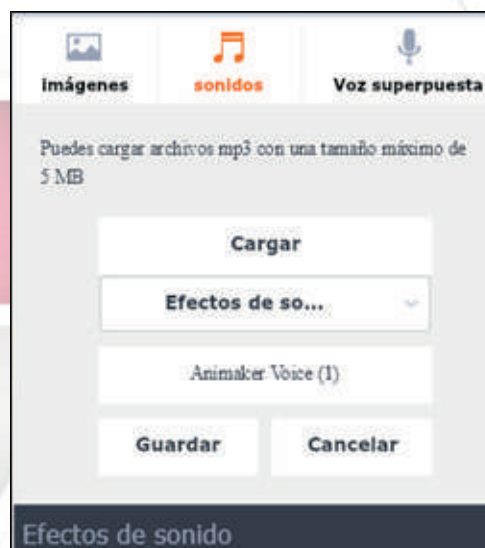 imágenes sonidos Voz superpuesta
Puedes cargar archivos mp3 con una tamaño máximo de
5 MB
Cargar
Efectos de so...
Animaker Voice (1)
Guardar Cancelar
Efectos de sonido